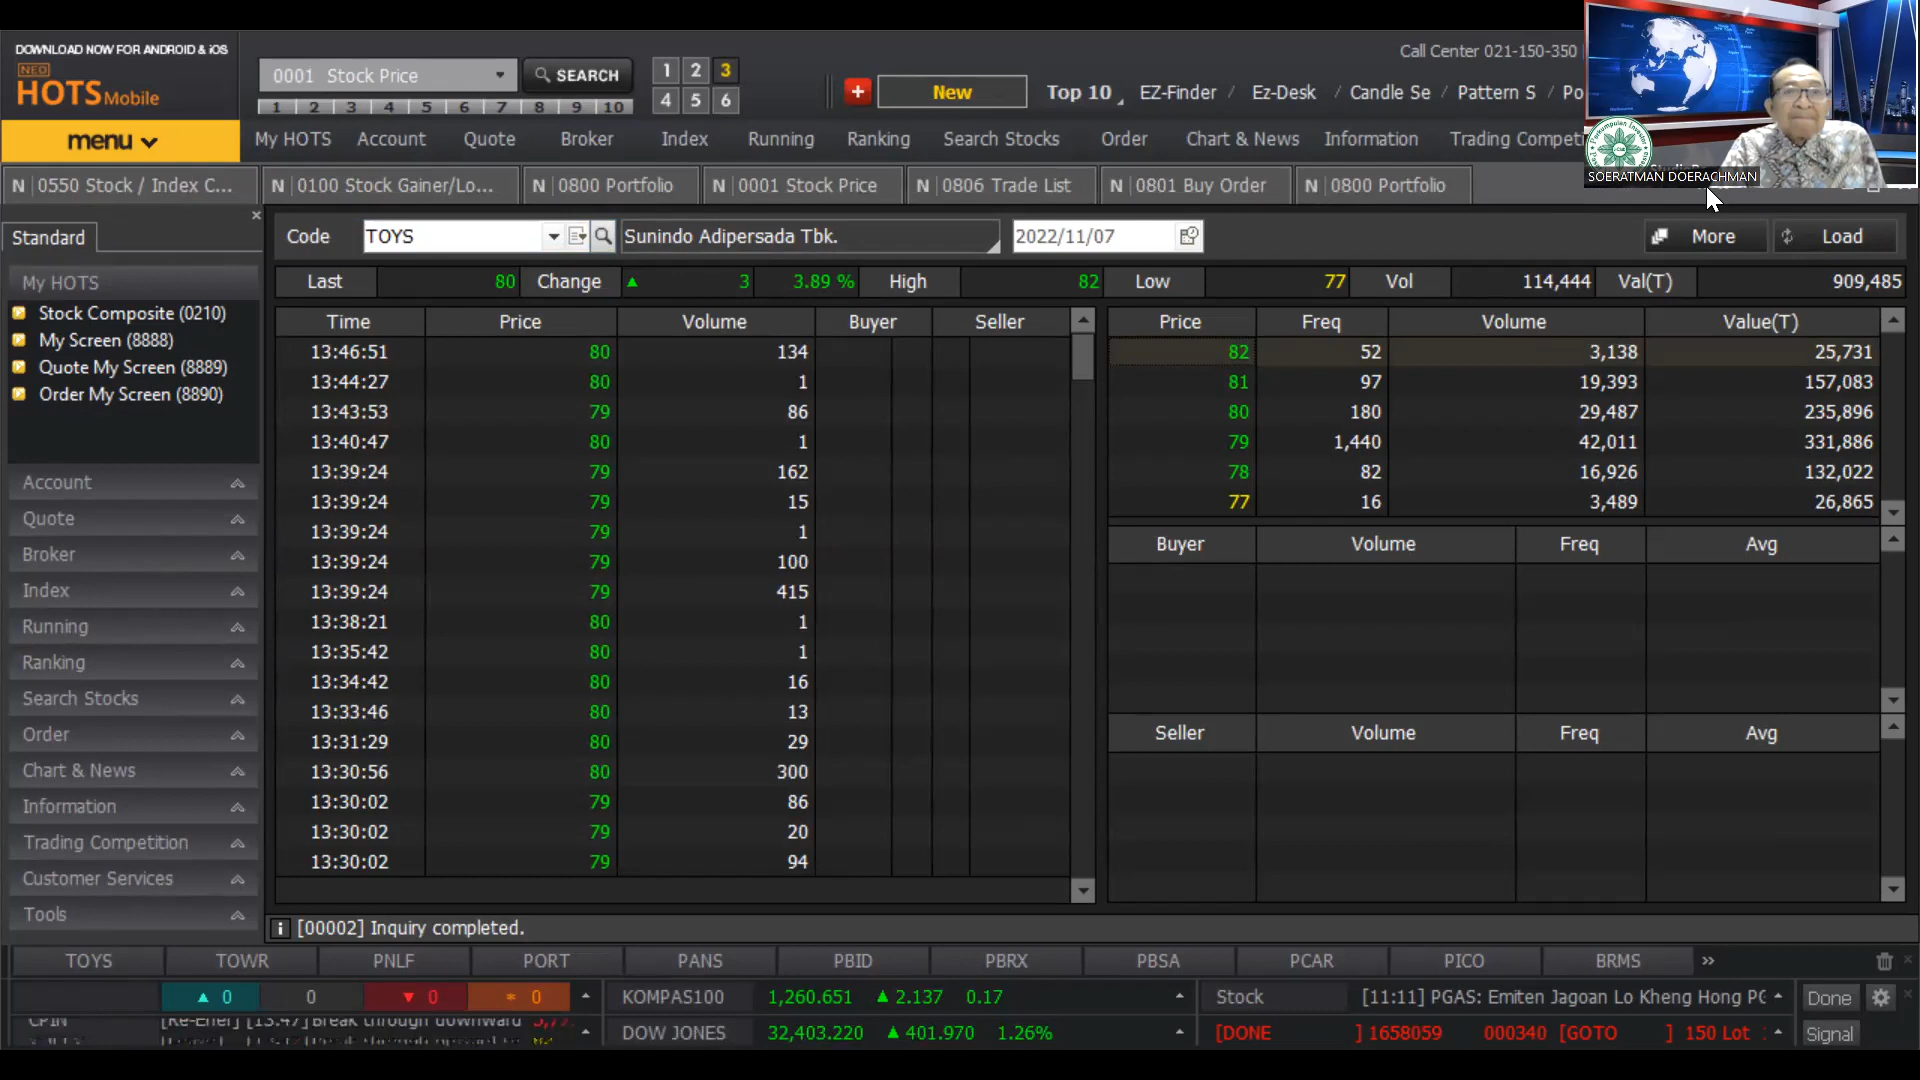 DOWNLOAD NOW FOR ANDROID & iOS
NEO
HOTS Mobile
menu
0001 Stock Price
SEARCH
1 2 3 4 5 6 7 8 9 10
1 2 3
4 5 6
Call Center 021-150-350
New
Top 10 EZ-Finder / Ez-Desk / Candle Se / Pattern S / Po
My HOTS Account Quote Broker Index Running Ranking Search Stocks Order Chart & News Information Trading Competi
SOERATMAN DOERACHMAN
N 0550 Stock / Index C... N 0100 Stock Gainer/Lo... N 0800 Portfolio N 0001 Stock Price N 0806 Trade List N 0801 Buy Order N 0800 Portfolio
Standard
My HOTS
Stock Composite (0210)
My Screen (8888)
Quote My Screen (8889)
Order My Screen (8890)
Account
Quote
Broker
Index
Running
Ranking
Search Stocks
Order
Chart & News
Information
Trading Competition
Customer Services
Tools
Code TOYS Sunindo Adipersada Tbk. 2022/11/07 More Load
Last 80 Change ▲ 3 3.89 % High 82 Low 77 Vol 114,444 Val(T) 909,485
Time Price Volume Buyer Seller
13:46:51 80 134
13:44:27 80 1
13:43:53 79 86
13:40:47 80 1
13:39:24 79 162
13:39:24 79 15
13:39:24 79 1
13:39:24 79 100
13:39:24 79 415
13:38:21 80 1
13:35:42 80 1
13:34:42 80 16
13:33:46 80 13
13:31:29 80 29
13:30:56 80 300
13:30:02 79 86
13:30:02 79 20
13:30:02 79 94
Price Freq Volume Value(T)
82 52 3,138 25,731
81 97 19,393 157,083
80 180 29,487 235,896
79 1,440 42,011 331,886
78 82 16,926 132,022
77 16 3,489 26,865
Buyer Volume Freq Avg
Seller Volume Freq Avg
[00002] Inquiry completed.
TOYS TOWR PNLF PORT PANS PBID PBRX PBSA PCAR PICO BRMS »
▲ 0 0 ▼ 0 * 0 KOMPAS100 1,260.651 ▲ 2.137 0.17 Stock [11:11] PGAS: Emiten Jagoan Lo Kheng Hong PG Done
CPIN [Re-Ener] [13:47] Break through downward
DOW JONES 32,403.220 ▲ 401.970 1.26% [DONE ] 1658059 000340 [GOTO ] 150 Lot Signal